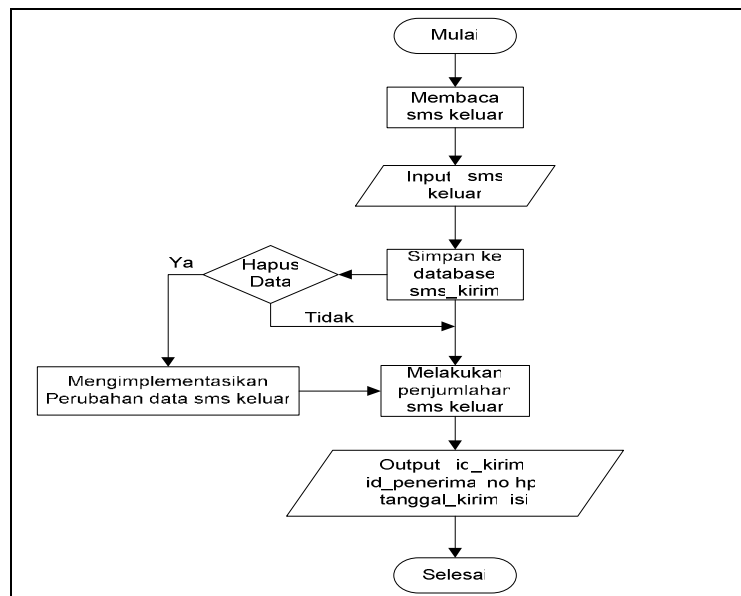 Mulai
Membaca
sms keluar
Input sms
keluar
Simpan ke
database
sms_kirim
Hapus
Data
Ya
Tidak
Mengimplementasikan
Perubahan data sms keluar
Melakukan
penjumlahan
sms keluar
Output id_kirim
id_penerima no hp
tanggal_kirim isi
Selesai